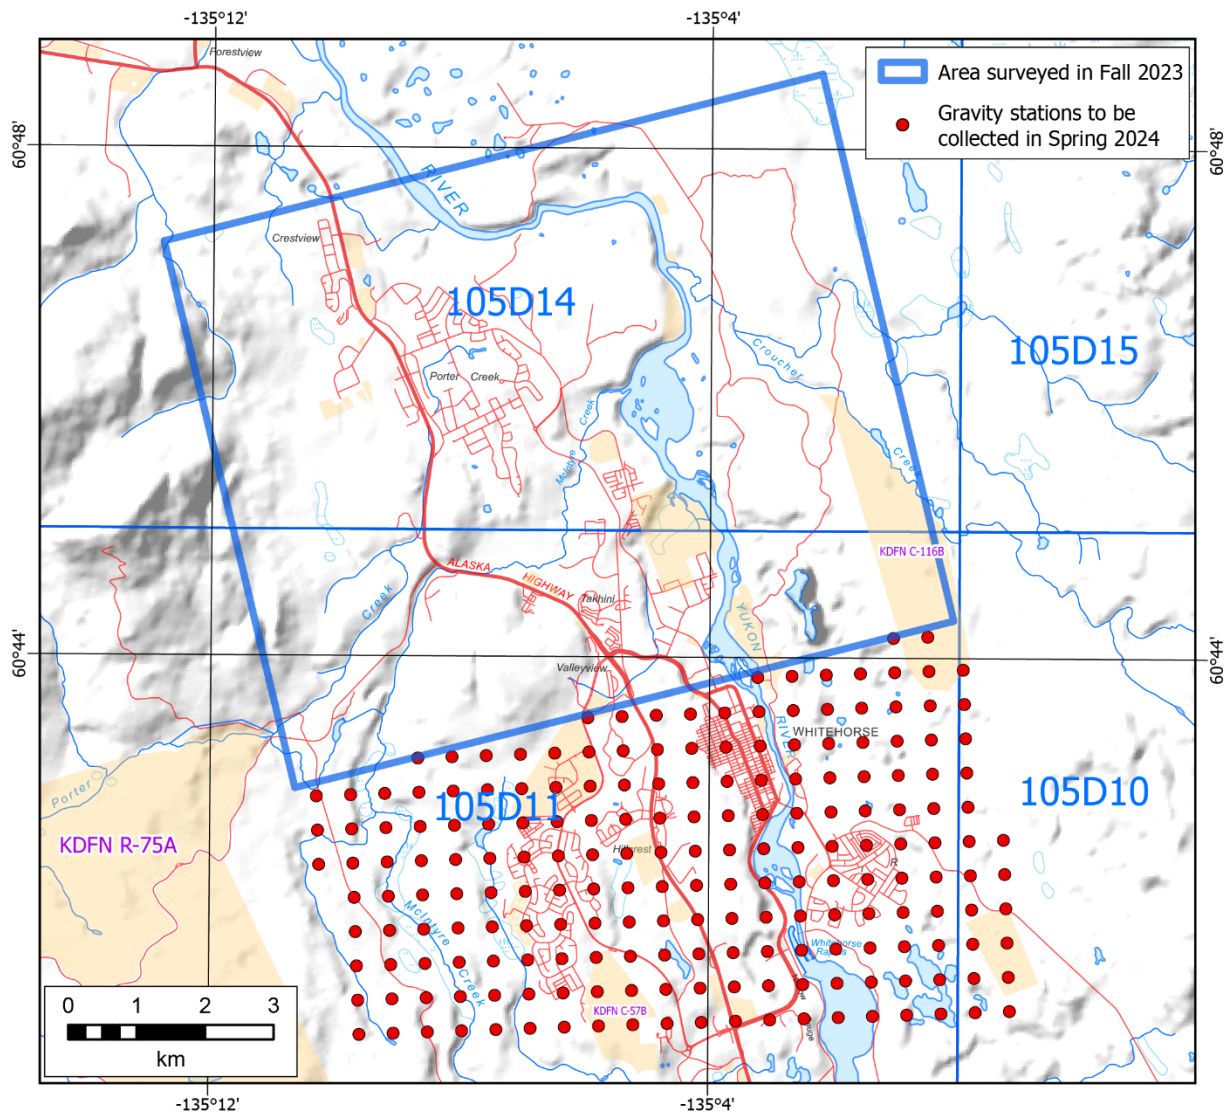 -135°12'
-135°4'
Forestview
Area surveyed in Fall 2023
Gravity stations to be
collected in Spring 2024
60°48'
60°48'
RIVER
Crestview
105D14
105D15
Croucher
Porter Creek
Creek
McIntyre
Creek
KDFN C-116B
ALASKA
HIGHWAY
Takhini
Creek
YUKON
60°44'
60°44'
Valleyview
RIVER
WHITEHORSE
Porter
105D11
105D10
KDFN R-75A
Hillcrest
R
McIntyre
Creek
Whitehorse
Rapids
KDFN C-57B
0 1 2 3
km
-135°12'
-135°4'